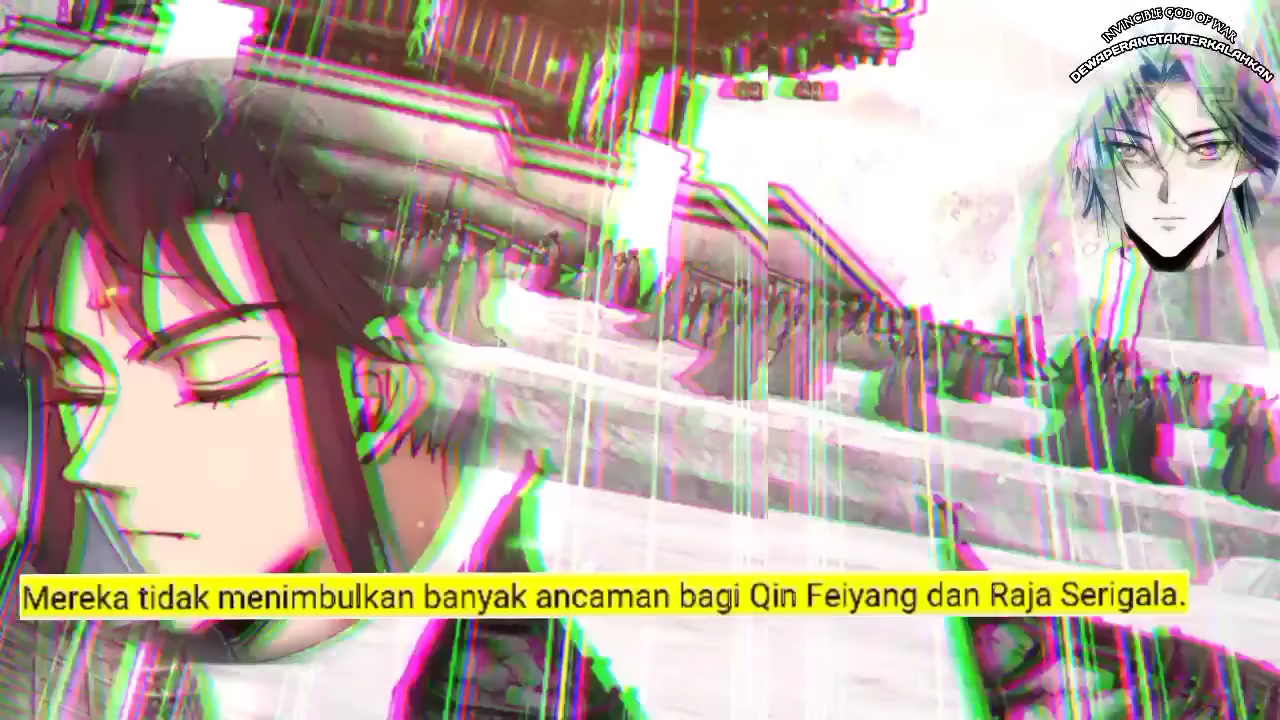 INVINCIBLE GOD OF WAR
DEWAPERANGTAKTERKALAHKAN
Mereka tidak menimbulkan banyak ancaman bagi Qin Feiyang dan Raja Serigala.